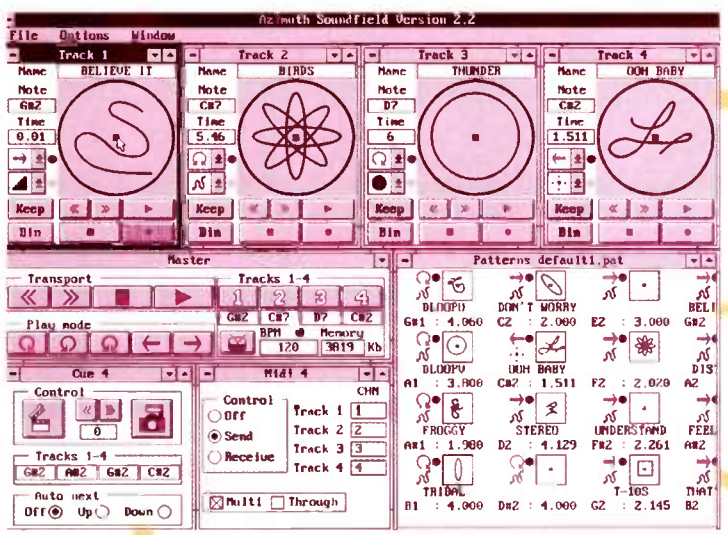 Azimuth Soundfield Version 2.2
File Options Window
Track 1
Name BELIEVE IT
Note
G#2
Time
0.01
Keep
Bin
Track 2
Name BIRDS
Note
C#7
Time
5.46
Keep
Bin
Track 3
Name THUNDER
Note
D7
Time
6
Keep
Bin
Track 4
Name OOH BABY
Note
C#2
Time
1.511
Keep
Bin
Master
Transport
Play mode
Tracks 1-4
1 2 3 4
G#2 C#7 D7 C#2
BPM Memory
120 3819 Kb
Cue 4
Control
0
Tracks 1-4
G#2 A#2 G#2 C#2
Auto next
Off Up Down
Midi 4
Control
Off
Send
Receive
CHN
Track 1 1
Track 2 2
Track 3 3
Track 4 4
Multi Through
Patterns default1.pat
DLOOPU DON'T WORRY BELI
G#1 : 4.060 C2 : 2.000 E2 : 3.000 G#2
DLOOPV OOH BABY DIS
A1 : 3.800 C#2 : 1.511 F2 : 2.020 A2
FROGGY STEREO UNDERSTAND FEEL
A#1 : 1.980 D2 : 4.129 F#2 : 2.261 A#2
TRIBAL T-10S THAT
B1 : 4.000 D#2 : 4.000 G2 : 2.145 B2